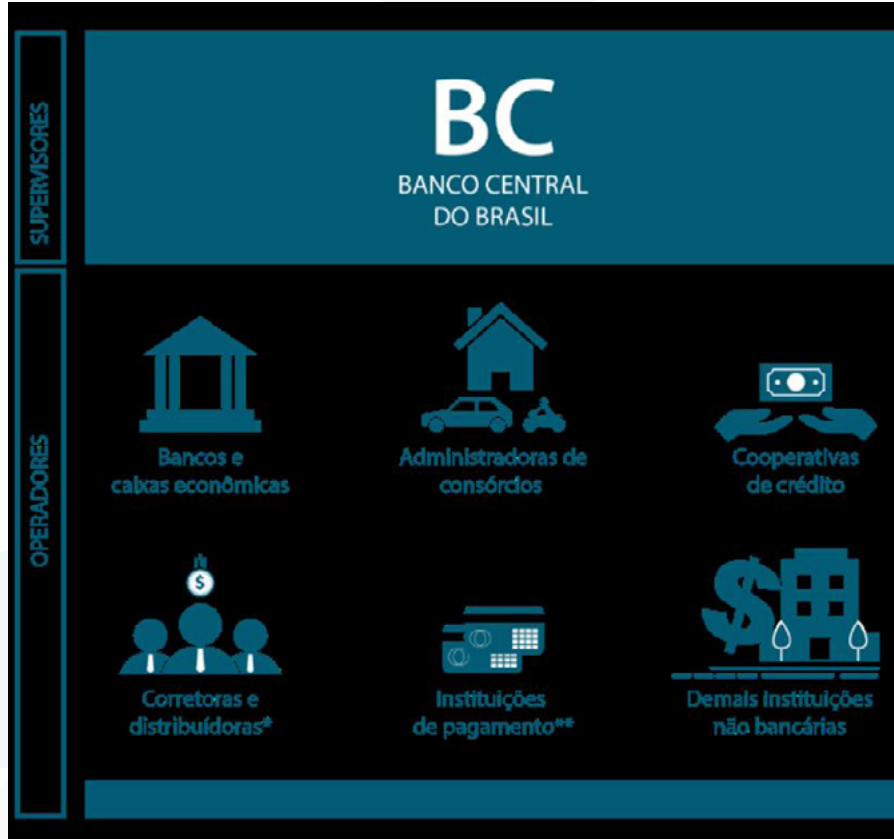 SUPERVISORES
BC
BANCO CENTRAL
DO BRASIL
OPERADORES
Bancos e
caixas econômicas
Administradoras de
consórcios
Cooperativas
de crédito
$
Corretoras e
distribuídoras*
Instituições
de pagamento**
$
Demais instituições
não bancárias